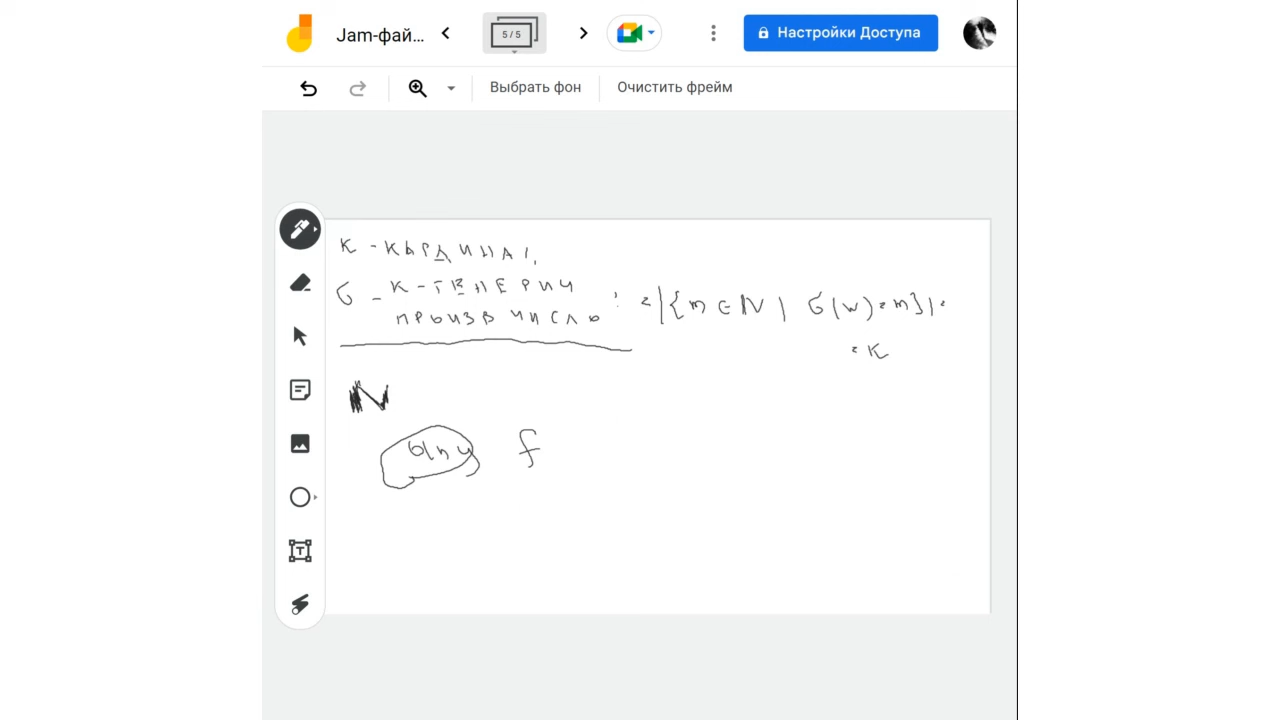 Jam-фай...
5 / 5
Настройки Доступа
Выбрать фон
Очистить фрейм
К - КАРДИНАЛ,
G - К-ГЕНЕРИЧ
ПРОИЗВ ЧИСЛО : = |{m ∈ N | G(w) = m}| =
= K
N
f